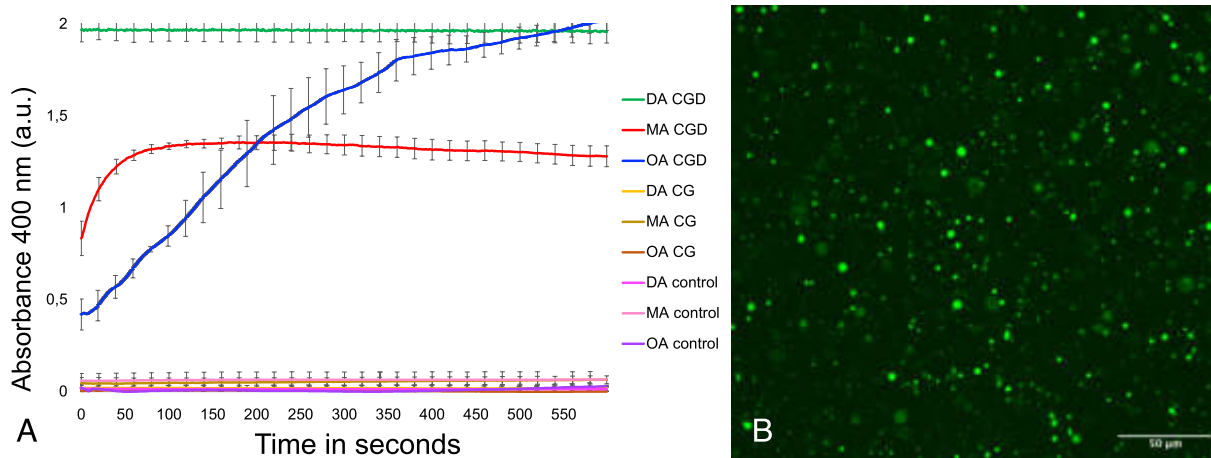 Absorbance 400 nm (a.u.)
2
1,5
1
0,5
0
0 50 100 150 200 250 300 350 400 450 500 550
Time in seconds
A
DA CGD
MA CGD
OA CGD
DA CG
MA CG
OA CG
DA control
MA control
OA control
B
50 µm